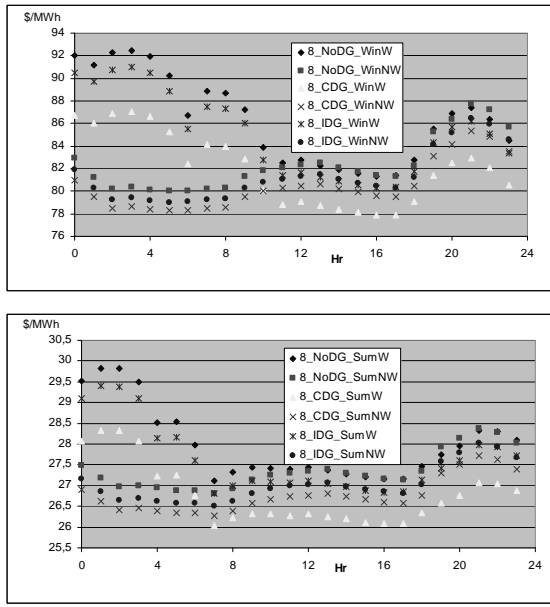 $/MWh
94
92
90
88
86
84
82
80
78
76
8_NoDG_WinW
8_NoDG_WinNW
8_CDG_WinW
8_CDG_WinNW
8_IDG_WinW
8_IDG_WinNW
0 4 8 12 16 20 24
Hr
$/MWh
30,5
30
29,5
29
28,5
28
27,5
27
26,5
26
25,5
8_NoDG_SumW
8_NoDG_SumNW
8_CDG_SumW
8_CDG_SumNW
8_IDG_SumW
8_IDG_SumNW
0 4 8 12 16 20 24
Hr